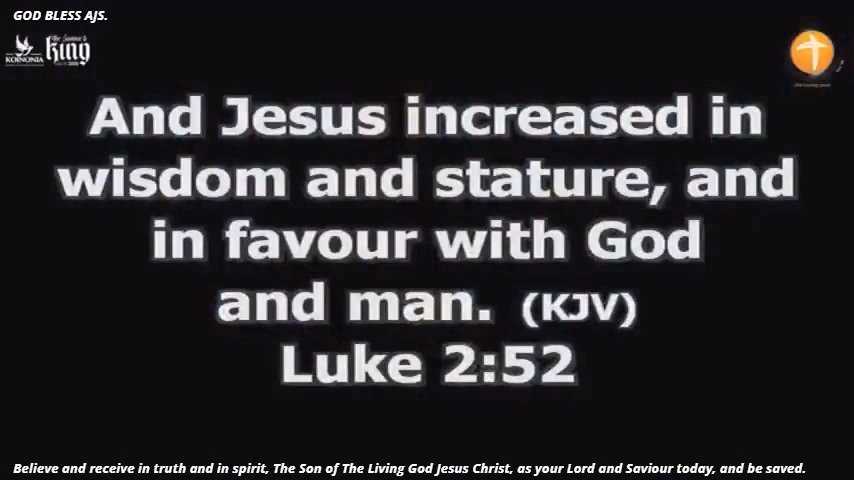 GOD BLESS AJS.
KOINONIA
king
And Jesus increased in
wisdom and stature, and
in favour with God
and man. (KJV)
Luke 2:52
Believe and receive in truth and in spirit, The Son of The Living God Jesus Christ, as your Lord and Saviour today, and be saved.